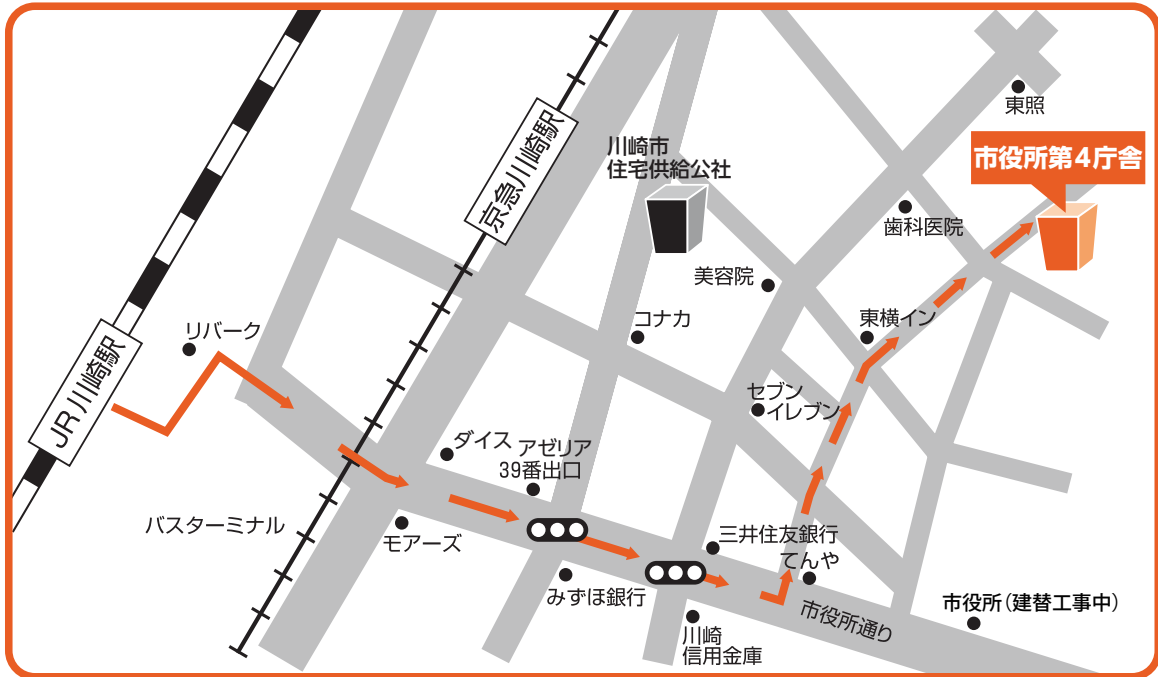 東照
市役所第4庁舎
川崎市
住宅供給公社
京急川崎駅
歯科医院
美容院
コナカ
東横イン
リバーク
JR川崎駅
セブン
イレブン
ダイス
アゼリア
39番出口
バスターミナル
モアーズ
三井住友銀行
てんや
みずほ銀行
市役所通り
市役所(建替工事中)
川崎
信用金庫